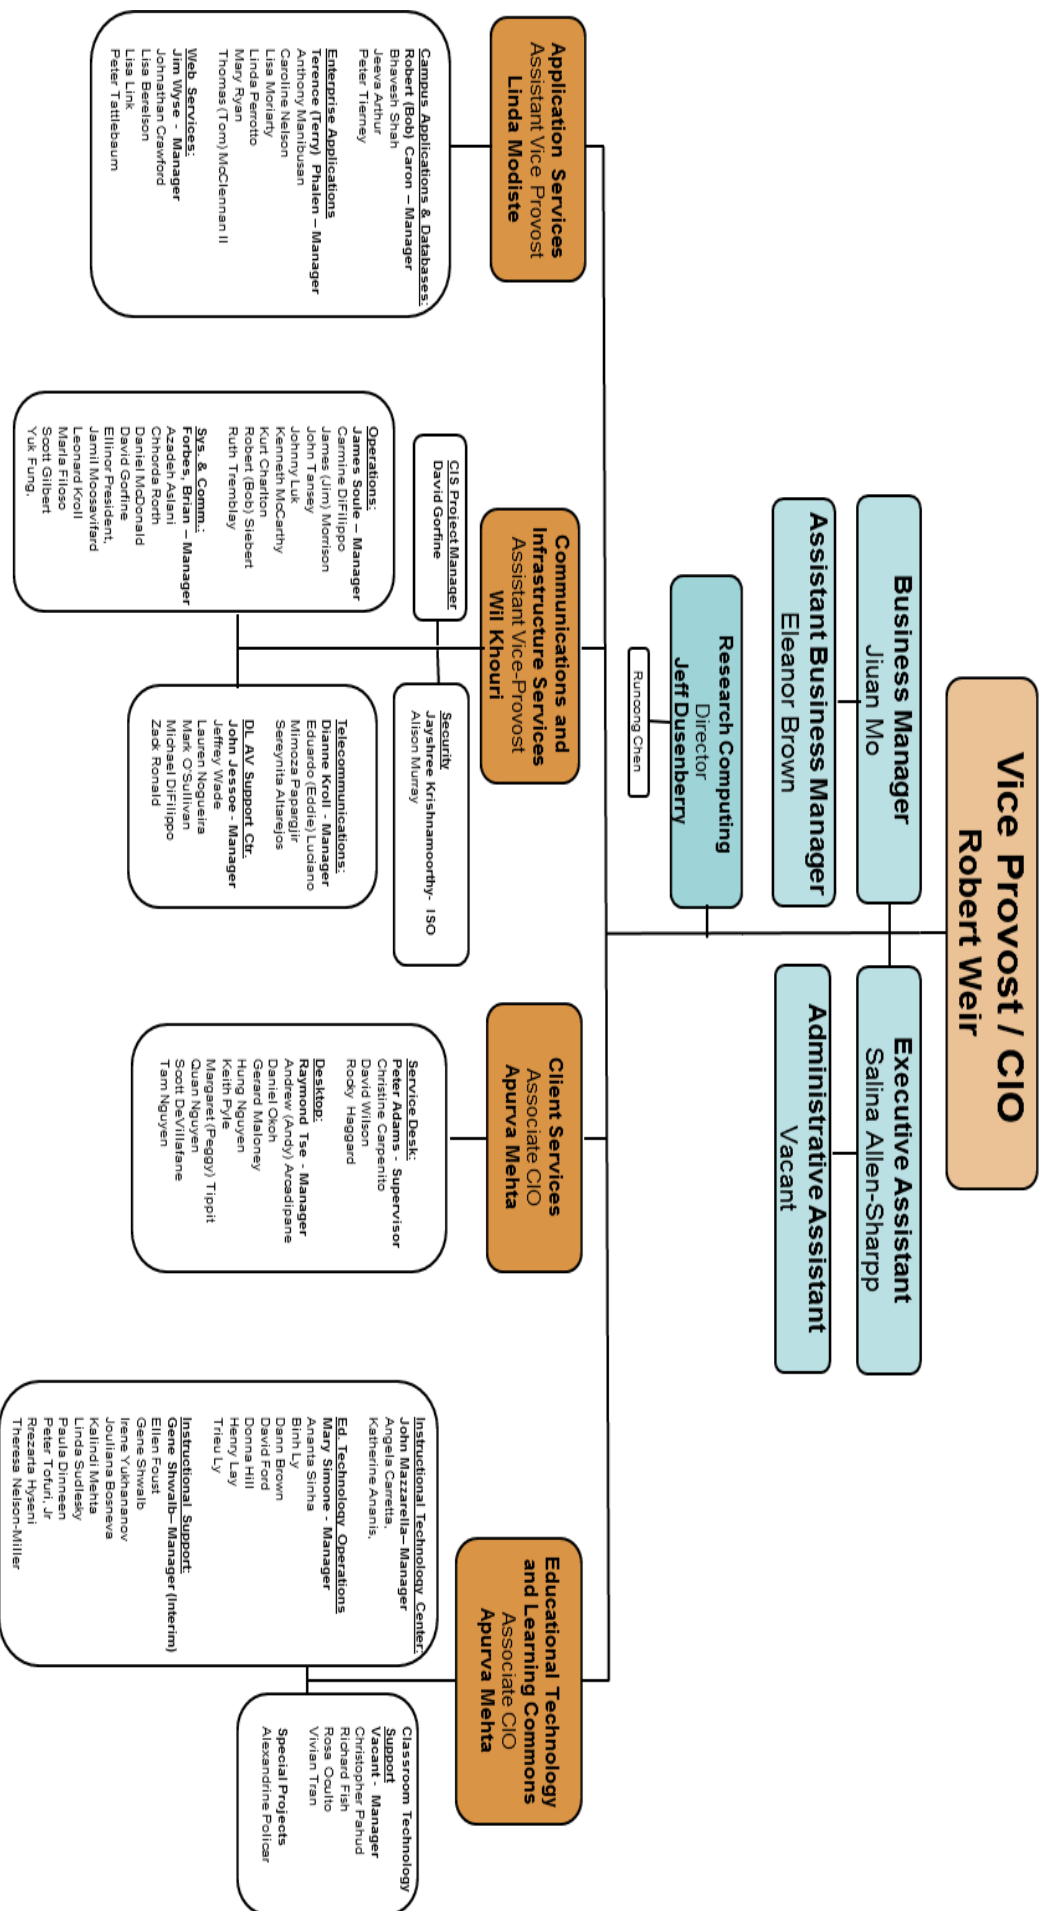 Vice Provost / CIO
Robert Weir
Business Manager
Jiuan Mo
Executive Assistant
Salina Allen-Sharpp
Assistant Business Manager
Eleanor Brown
Administrative Assistant
Vacant
Research Computing
Director
Jeff Dusenberry
Runcong Chen
Application Services
Assistant Vice Provost
Linda Modiste
Campus Applications & Databases:
Robert (Bob) Caron – Manager
Bhavesh Shah
Jeeva Arthur
Peter Tierney
Enterprise Applications
Terence (Terry) Phalen – Manager
Anthony Manibusan
Caroline Nelson
Lisa Moriarty
Linda Perrotto
Mary Ryan
Thomas (Tom) McClennan II
Web Services:
Jim Wyse - Manager
Johnathan Crawford
Lisa Berelson
Lisa Link
Peter Tattlebaum
Communications and
Infrastructure Services
Assistant Vice-Provost
Wil Khouri
CIS Project Manager
David Gorfine
Security
Jayshree Krishnamoorthy- ISO
Alison Murray
Operations:
James Soule – Manager
Carmine DiFilippo
James (Jim) Morrison
John Tansey
Johnny Luk
Kenneth McCarthy
Kurt Charlton
Robert (Bob) Siebert
Ruth Tremblay
Sys. & Comm.:
Forbes, Brian – Manager
Azadeh Aslani
Chhorda Rorth
Daniel McDonald
David Gorfine
Ellinor President,
Jamil Moosavifard
Leonard Kroll
Marla Filoso
Scott Gilbert
Yuk Fung,
Telecommunications:
Dianne Kroll - Manager
Eduardo (Eddie) Luciano
Mimoza Papargjir
Sereynita Altarejos
DL AV Support Ctr.
John Jessoe - Manager
Jeffrey Wade
Lauren Nogueira
Mark O'Sullivan
Michael DiFilippo
Zack Ronald
Client Services
Associate CIO
Apurva Mehta
Service Desk:
Peter Adams - Supervisor
Christine Carpenito
David Wilson
Rocky Haggard
Desktop:
Raymond Tse - Manager
Andrew (Andy) Arcadipane
Daniel Okoh
Gerard Maloney
Hung Nguyen
Keith Pyle
Margaret (Peggy) Tippit
Quan Nguyen
Scott DeVillafane
Tam Nguyen
Educational Technology
and Learning Commons
Associate CIO
Apurva Mehta
Instructional Technology Center:
John Mazzarella– Manager
Angela Carretta,
Katherine Ananis,
Ed. Technology Operations
Mary Simone - Manager
Ananta Sinha
Binh Ly
Dann Brown
David Ford
Donna Hill
Henry Lay
Trieu Ly
Instructional Support:
Gene Shwalb– Manager (Interim)
Ellen Foust
Gene Shwalb
Irene Yukhananov
Jouliana Bosneva
Kalindi Mehta
Linda Sudlesky
Paula Dinneen
Peter Tofuri, Jr
Rrezarta Hyseni
Theresa Nelson-Miller
Classroom Technology
Support
Vacant - Manager
Christopher Pahud
Richard Fish
Rosa Oculto
Vivian Tran
Special Projects
Alexandrine Policar